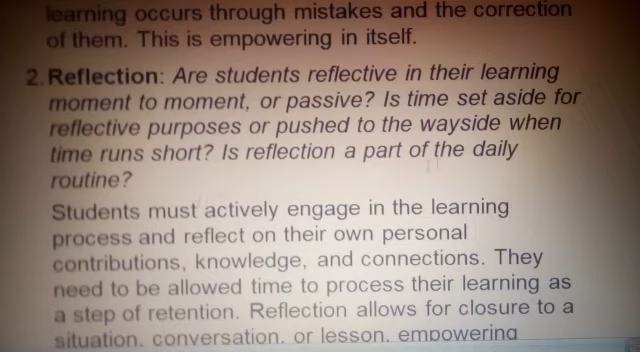 learning occurs through mistakes and the correction
of them. This is empowering in itself.
2. Reflection: Are students reflective in their learning
moment to moment, or passive? Is time set aside for
reflective purposes or pushed to the wayside when
time runs short? Is reflection a part of the daily
routine?
Students must actively engage in the learning
process and reflect on their own personal
contributions, knowledge, and connections. They
need to be allowed time to process their learning as
a step of retention. Reflection allows for closure to a
situation, conversation, or lesson, empowering